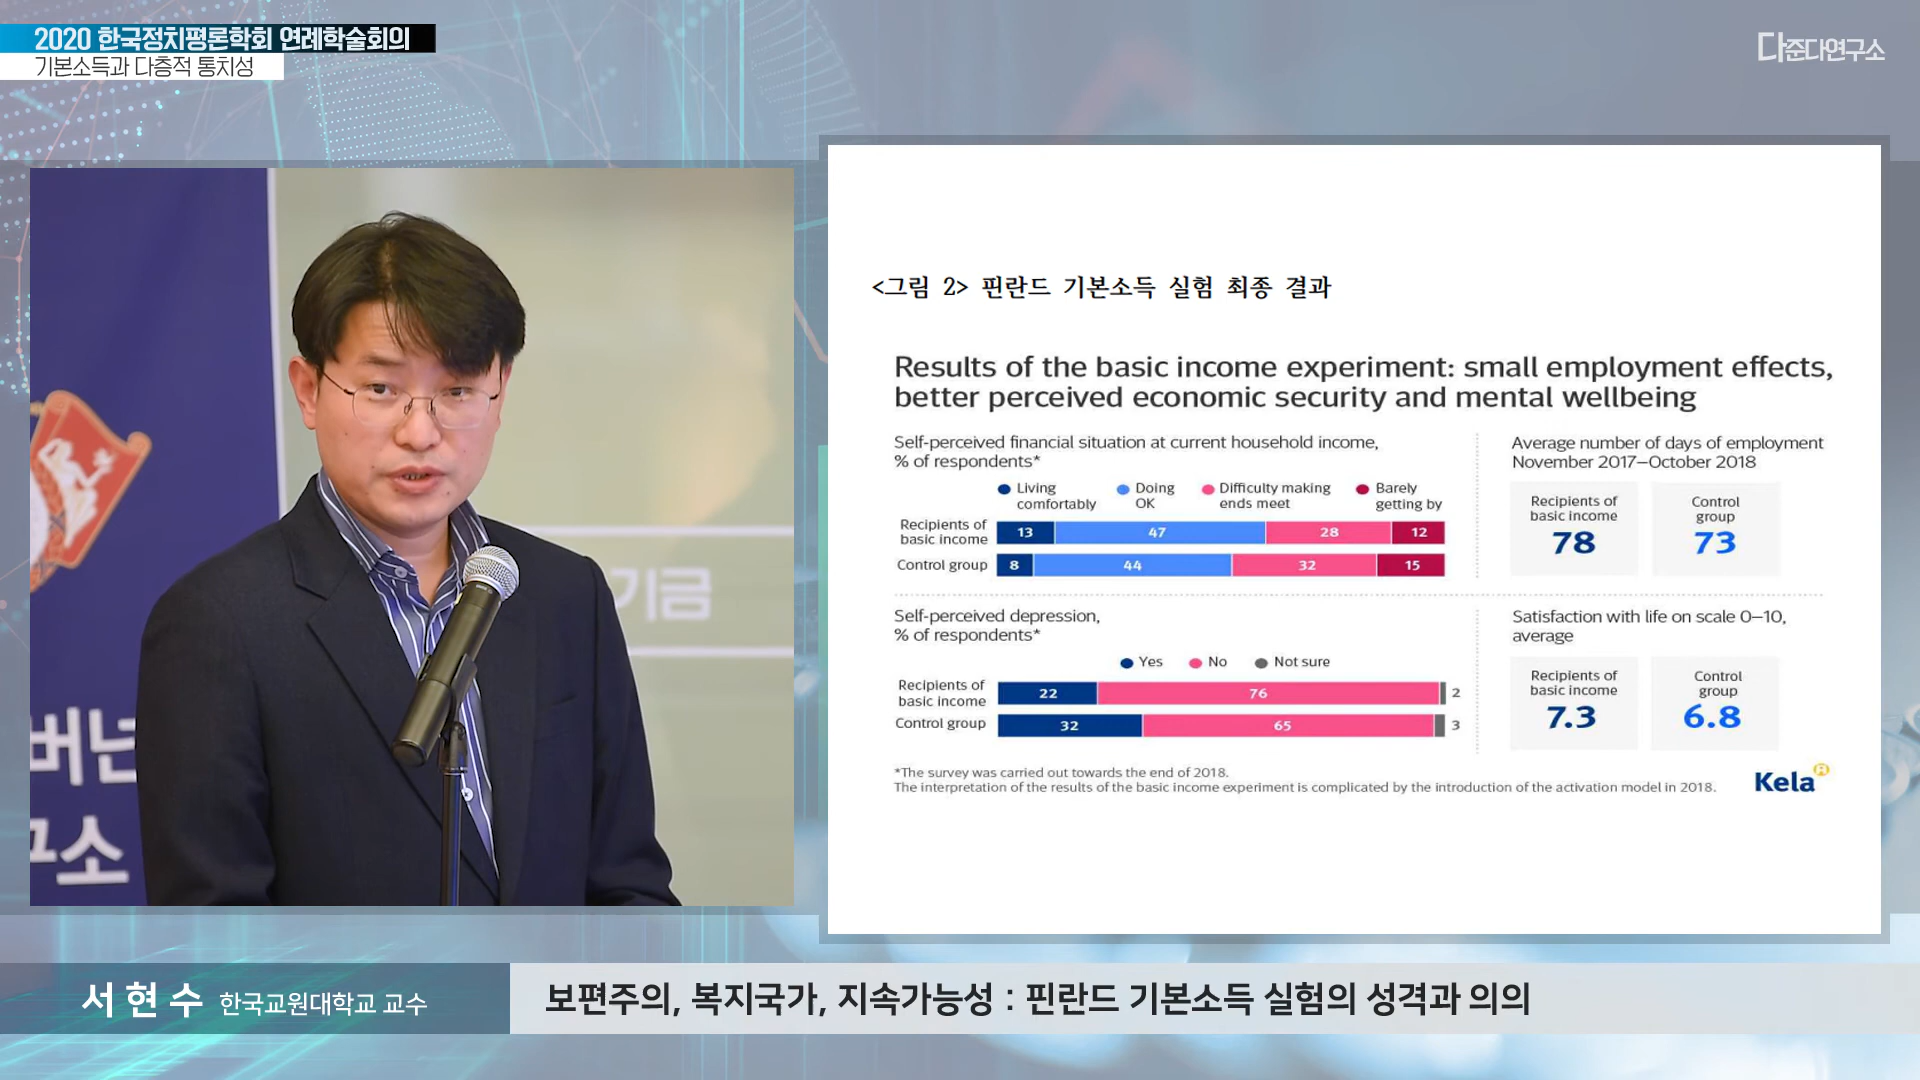 2020 한국정치평론학회 연례학술회의
기본소득과 다층적 통치성
다준다연구소
기금
버넌
구소
<그림 2> 핀란드 기본소득 실험 최종 결과
Results of the basic income experiment: small employment effects,
better perceived economic security and mental wellbeing
Self-perceived financial situation at current household income,
% of respondents*
Living comfortably
Doing OK
Difficulty making ends meet
Barely getting by
Recipients of basic income 13 47 28 12
Control group 8 44 32 15
Average number of days of employment
November 2017–October 2018
Recipients of basic income
78
Control group
73
Self-perceived depression,
% of respondents*
Yes No Not sure
Recipients of basic income 22 76 2
Control group 32 65 3
Satisfaction with life on scale 0–10,
average
Recipients of basic income
7.3
Control group
6.8
*The survey was carried out towards the end of 2018.
The interpretation of the results of the basic income experiment is complicated by the introduction of the activation model in 2018.
Kela
서현수 한국교원대학교 교수
보편주의, 복지국가, 지속가능성 : 핀란드 기본소득 실험의 성격과 의의